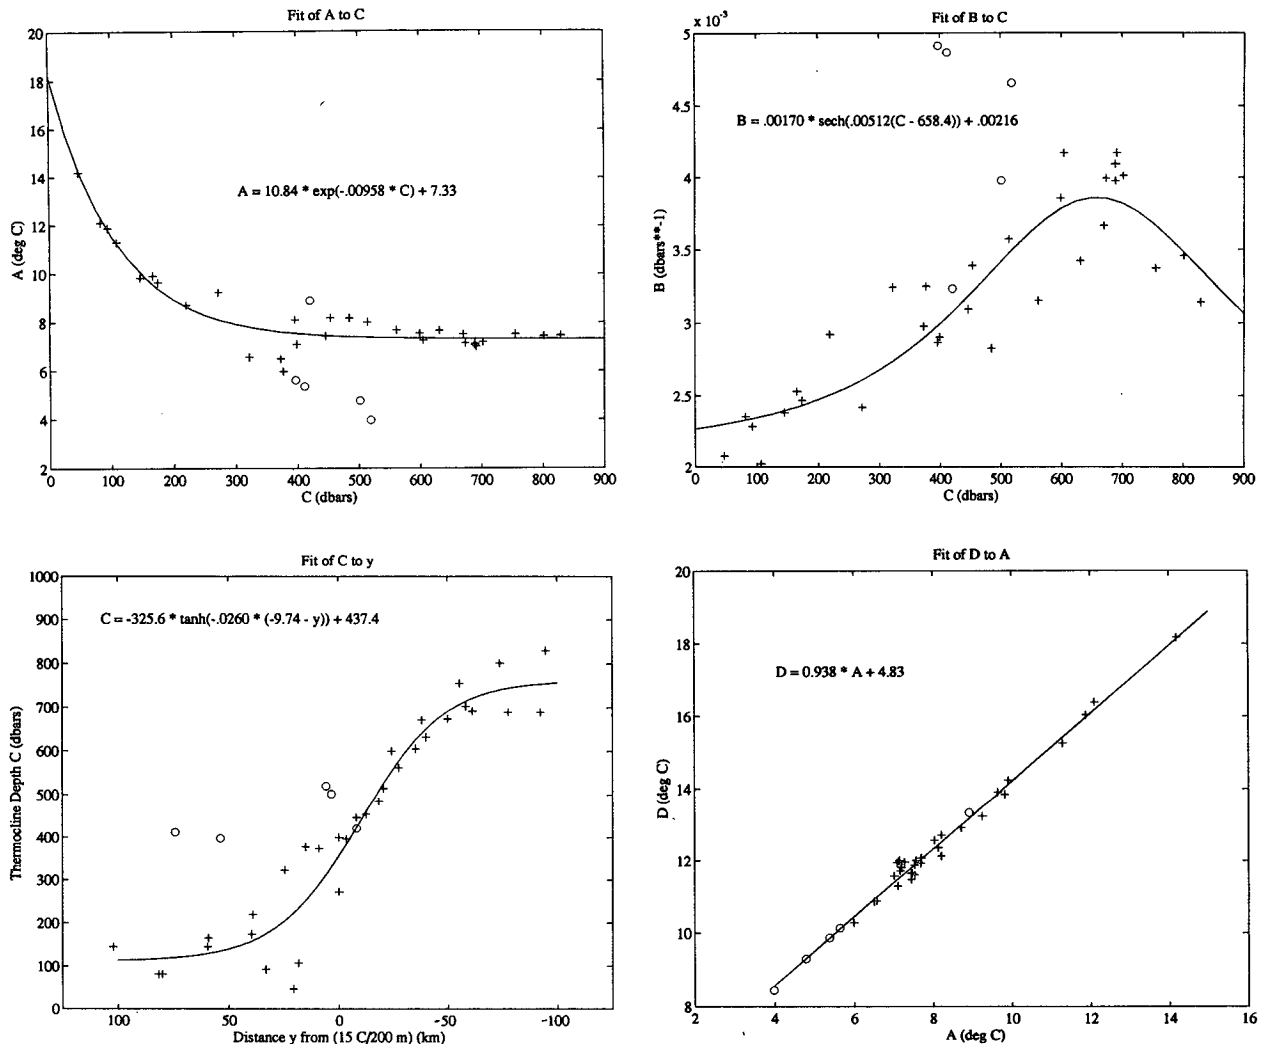 Fit of A to C
20
18
16
14
12
10
8
6
4
2
A (deg C)
A = 10.84 * exp(-.00958 * C) + 7.33
0 100 200 300 400 500 600 700 800 900
C (dbars)
Fit of B to C
x 10-3
5
4.5
4
3.5
3
2.5
2
B (dbars**-1)
B = .00170 * sech(.00512(C - 658.4)) + .00216
0 100 200 300 400 500 600 700 800 900
C (dbars)
Fit of C to y
1000
900
800
700
600
500
400
300
200
100
0
Thermocline Depth C (dbars)
C = -325.6 * tanh(-.0260 * (-9.74 - y)) + 437.4
100 50 0 -50 -100
Distance y from (15 C/200 m) (km)
Fit of D to A
20
18
16
14
12
10
8
D (deg C)
D = 0.938 * A + 4.83
2 4 6 8 10 12 14 16
A (deg C)